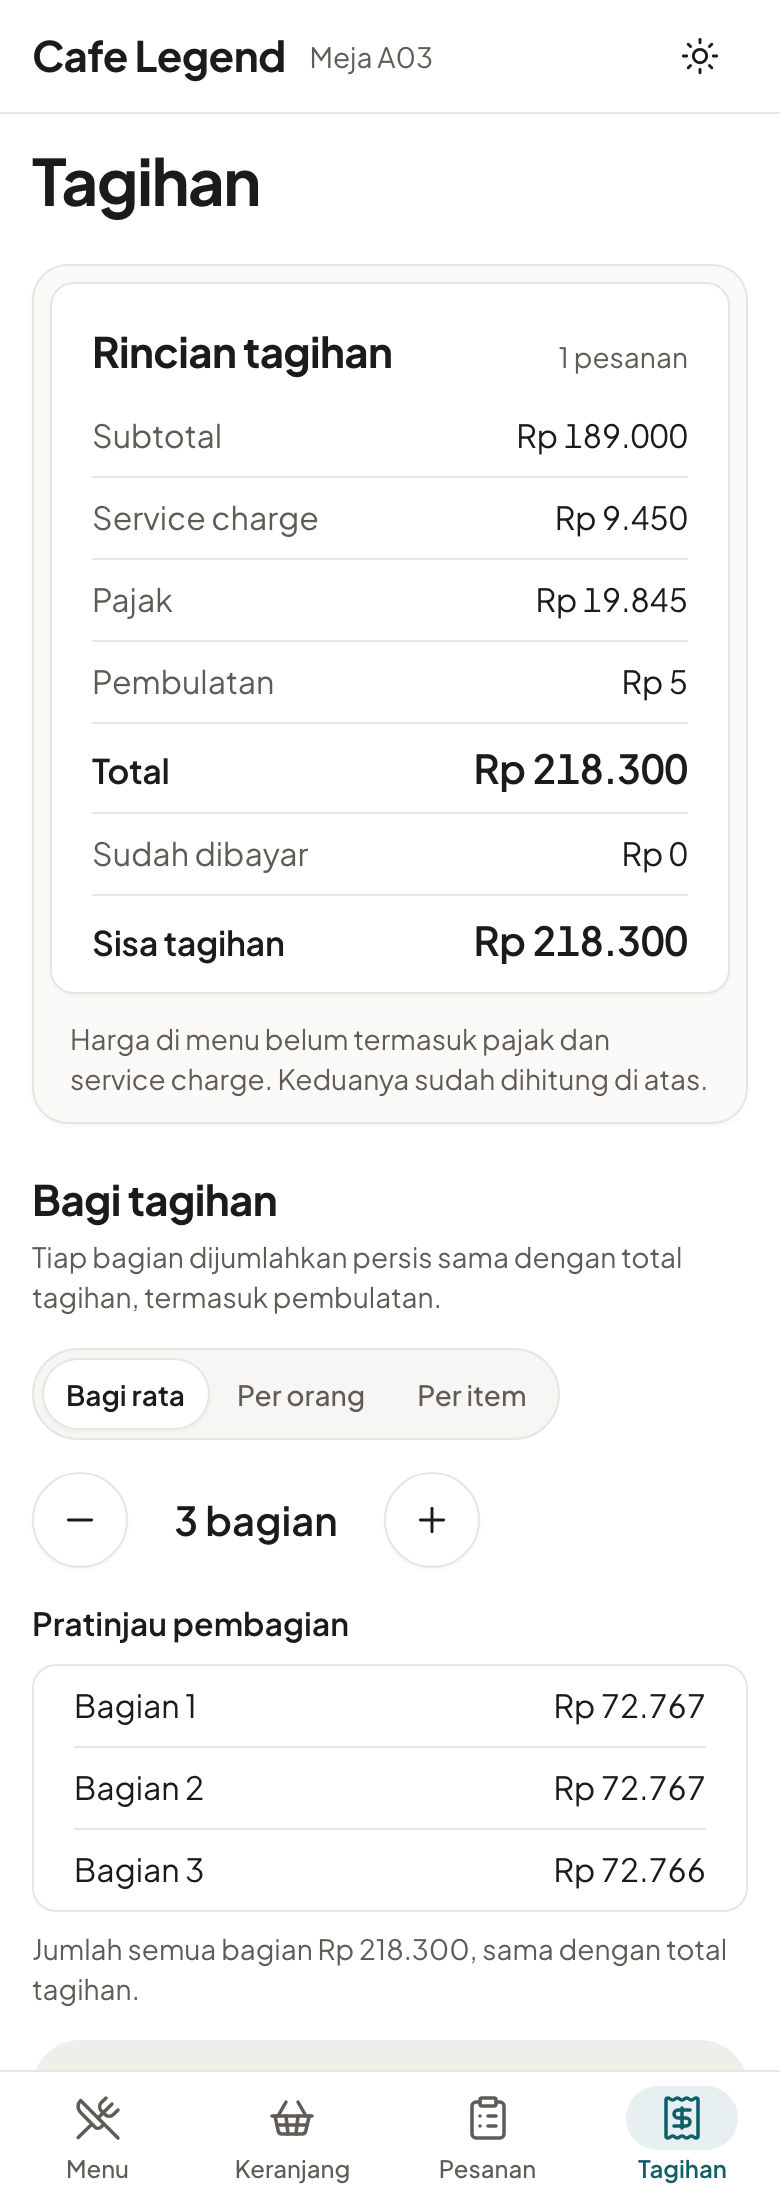 Cafe Legend Meja A03
Tagihan
Rincian tagihan 1 pesanan
Subtotal Rp 189.000
Service charge Rp 9.450
Pajak Rp 19.845
Pembulatan Rp 5
Total Rp 218.300
Sudah dibayar Rp 0
Sisa tagihan Rp 218.300
Harga di menu belum termasuk pajak dan
service charge. Keduanya sudah dihitung di atas.
Bagi tagihan
Tiap bagian dijumlahkan persis sama dengan total
tagihan, termasuk pembulatan.
Bagi rata Per orang Per item
− 3 bagian +
Pratinjau pembagian
Bagian 1 Rp 72.767
Bagian 2 Rp 72.767
Bagian 3 Rp 72.766
Jumlah semua bagian Rp 218.300, sama dengan total
tagihan.
Menu Keranjang Pesanan Tagihan